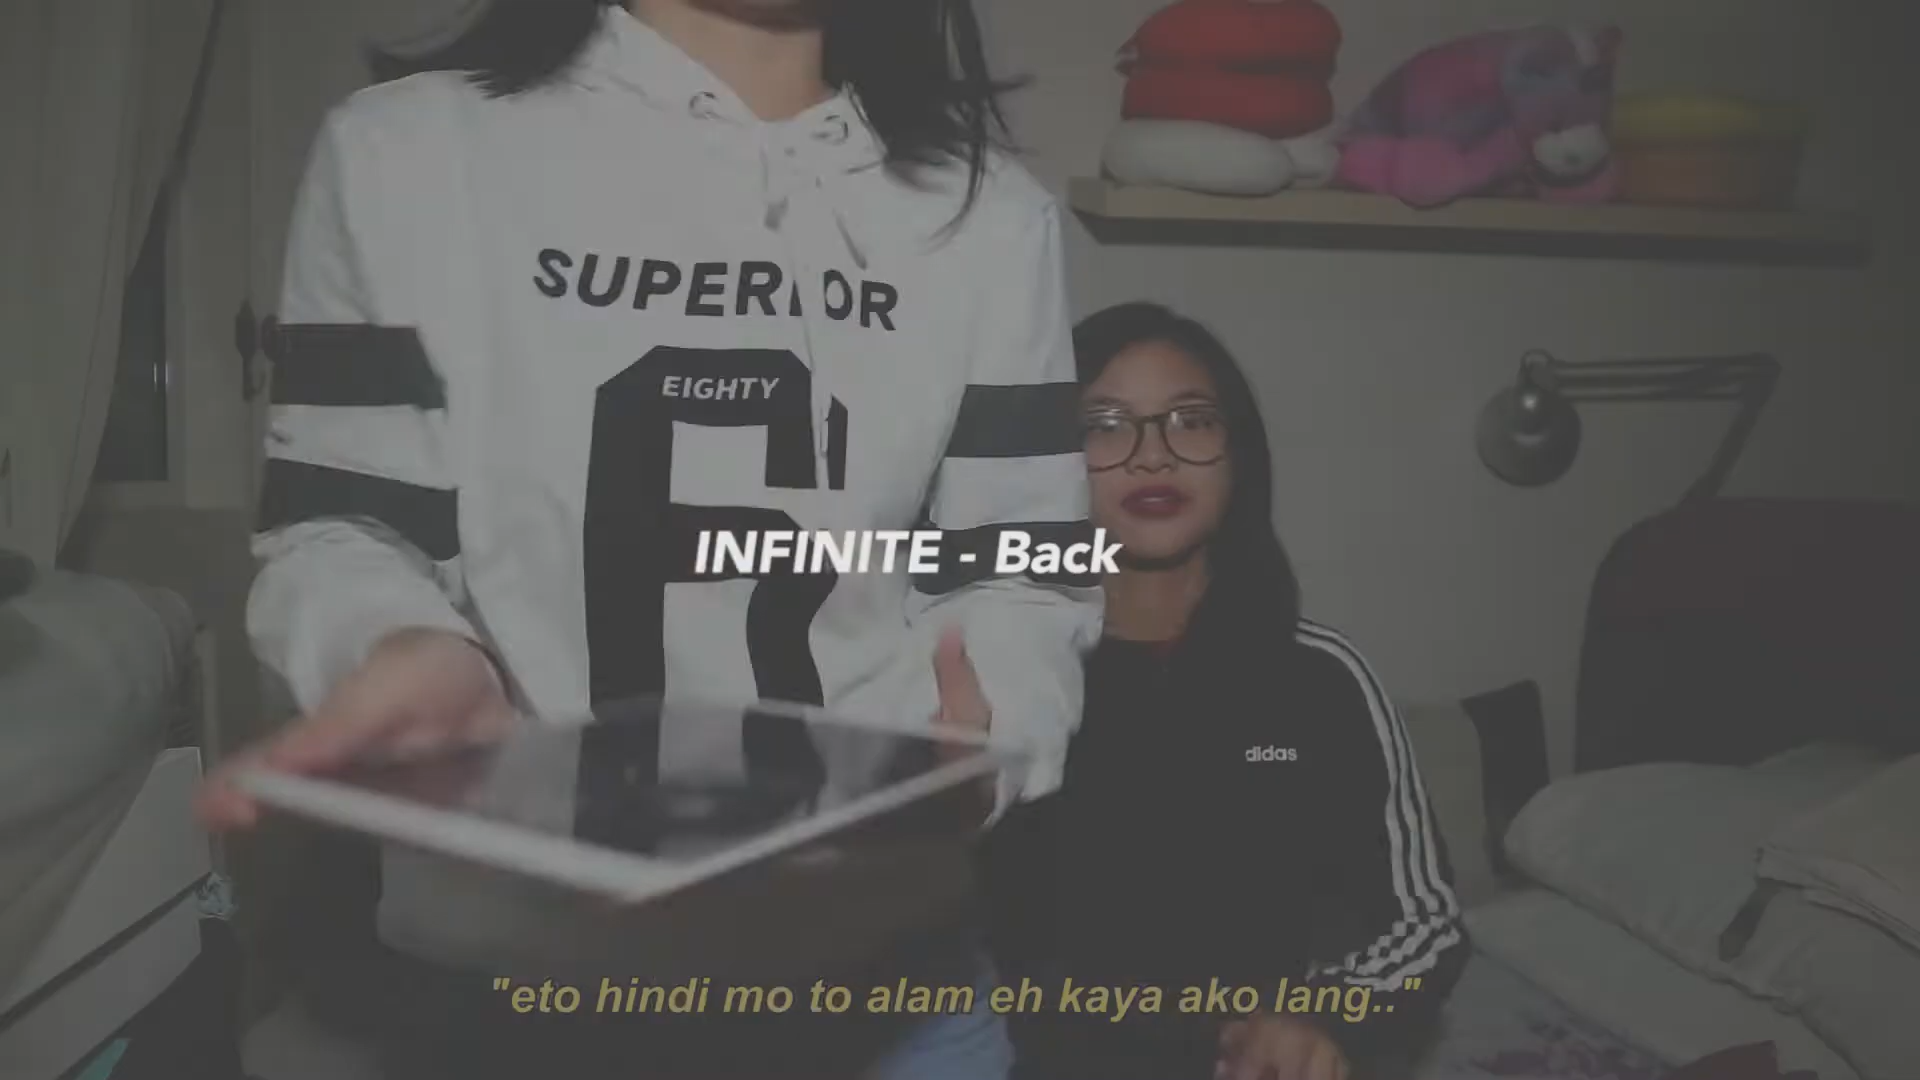 SUPERIOR
EIGHTY
INFINITE - Back
didas
"eto hindi mo to alam eh kaya ako lang.."